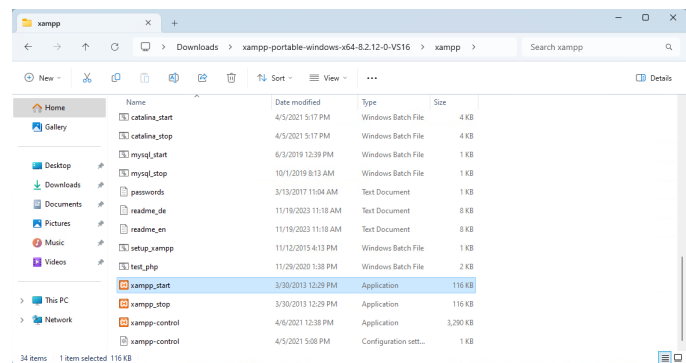 xampp
Downloads > xampp-portable-windows-x64-8.2.12-0-VS16 > xampp >
Search xampp
New
Sort
View
Details
Home
Gallery
Desktop
Downloads
Documents
Pictures
Music
Videos
This PC
Network
Name Date modified Type Size
catalina_start 4/5/2021 5:17 PM Windows Batch File 4 KB
catalina_stop 4/5/2021 5:17 PM Windows Batch File 4 KB
mysql_start 6/3/2019 12:39 PM Windows Batch File 1 KB
mysql_stop 10/1/2019 8:13 AM Windows Batch File 1 KB
passwords 3/13/2017 11:04 AM Text Document 1 KB
readme_de 11/19/2023 11:18 AM Text Document 8 KB
readme_en 11/19/2023 11:18 AM Text Document 8 KB
setup_xampp 11/12/2015 4:13 PM Windows Batch File 1 KB
test_php 11/29/2020 1:38 PM Windows Batch File 2 KB
xampp_start 3/30/2013 12:29 PM Application 116 KB
xampp_stop 3/30/2013 12:29 PM Application 116 KB
xampp-control 4/6/2021 12:38 PM Application 3,290 KB
xampp-control 4/5/2021 5:08 PM Configuration sett... 1 KB
34 items 1 item selected 116 KB